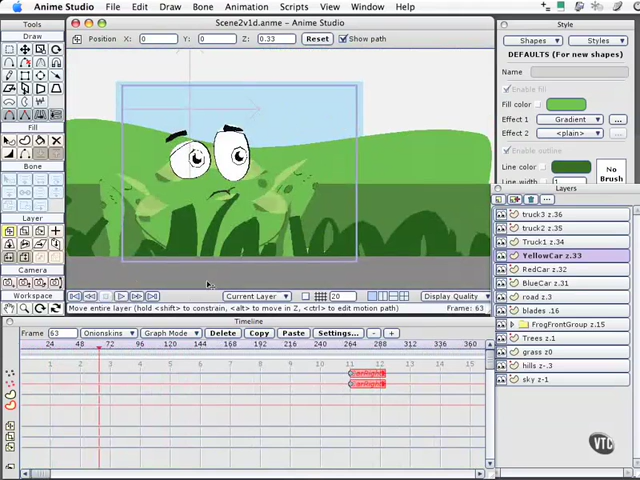 Anime Studio File Edit Draw Bone Animation Scripts View Window Help
Tools
Draw
Fill
Bone
Layer
Camera
Workspace
Scene2v1d.anme - Anime Studio
Position X: 0 Y: 0 Z: 0.33 Reset Show path
Current Layer 20 Display Quality
Move entire layer (hold <shift> to constrain, <alt> to move in Z, <ctrl> to edit motion path) Frame: 63
Style
Shapes Styles
DEFAULTS (For new shapes)
Name
Enable fill
Fill color
Effect 1 Gradient ...
Effect 2 <plain> ...
Enable outline
Line color
Line width
No Brush
Layers
truck3 z.36
truck2 z.35
Truck1 z.34
YellowCar z.33
RedCar z.32
BlueCar z.31
road z.3
blades .16
FrogFrontGroup z.15
Trees z.1
grass z0
hills z-.3
sky z-1
Timeline
Frame: 63 Onionskins Graph Mode Delete Copy Paste Settings... - +
24 48 72 96 120 144 168 192 216 240 264 288 312 336 360
1 2 3 4 5 6 7 8 9 10 11 12 13 14 15
VTC